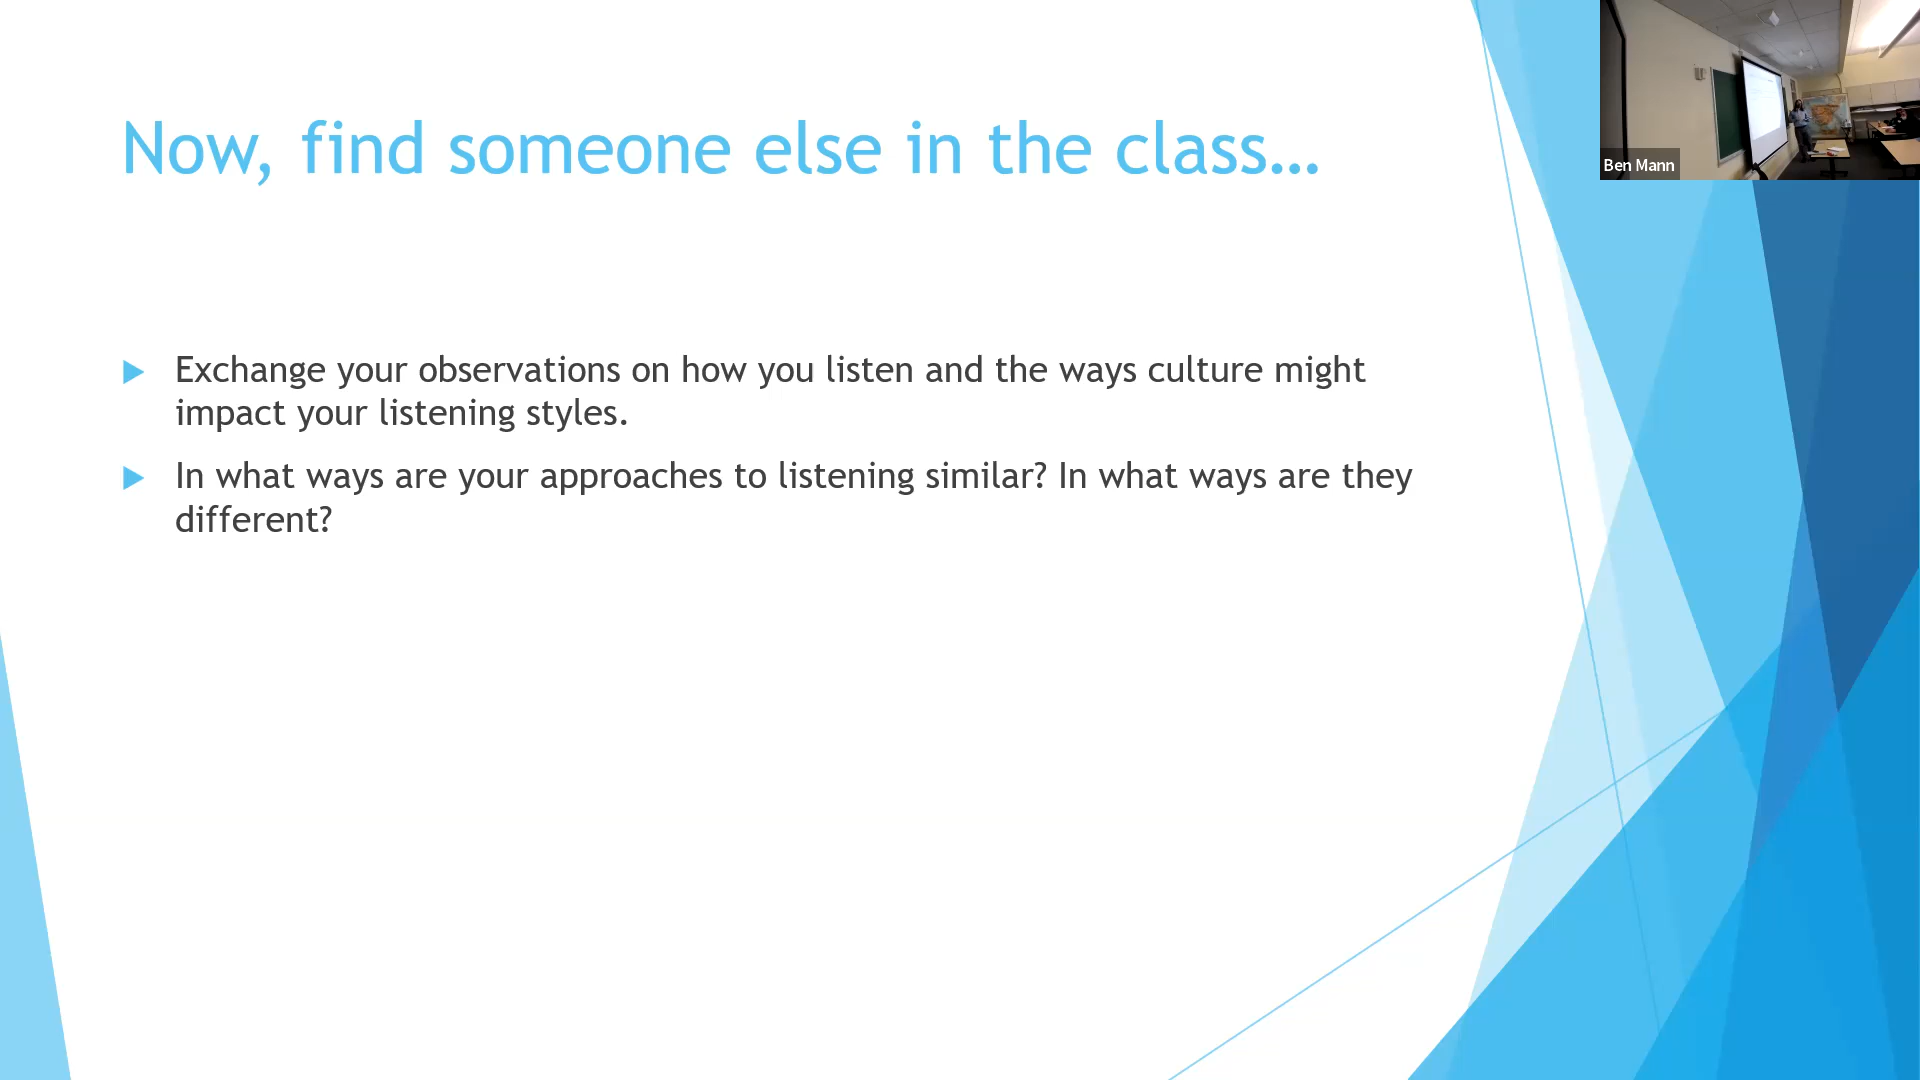 Now, find someone else in the class…
Ben Mann
Exchange your observations on how you listen and the ways culture might
impact your listening styles.
In what ways are your approaches to listening similar? In what ways are they
different?